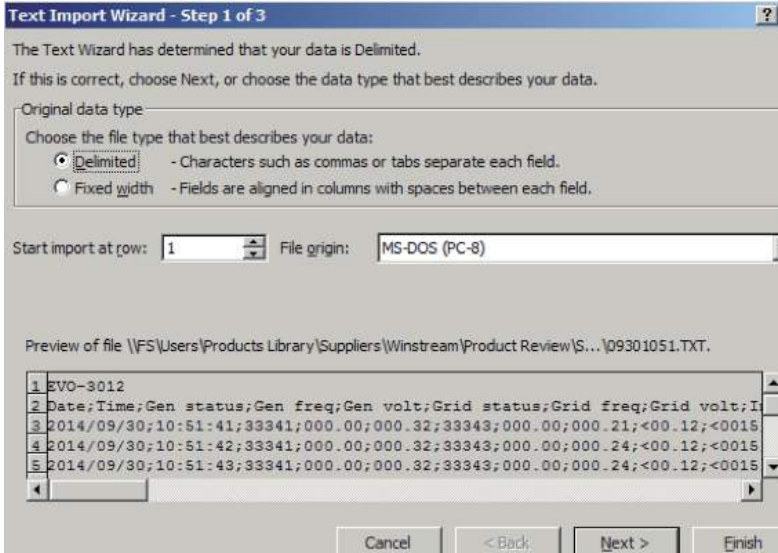 Text Import Wizard - Step 1 of 3 ?
The Text Wizard has determined that your data is Delimited.
If this is correct, choose Next, or choose the data type that best describes your data.
Original data type
Choose the file type that best describes your data:
Delimited - Characters such as commas or tabs separate each field.
Fixed width - Fields are aligned in columns with spaces between each field.
Start import at row: 1 File origin: MS-DOS (PC-8)
Preview of file \\FS\Users\Products Library\Suppliers\Winstream\Product Review\S...\09301051.TXT.
1 EVO-3012
2 Date;Time;Gen status;Gen freq;Gen volt;Grid status;Grid freq;Grid volt;
3 2014/09/30;10:51:41;33341;000.00;000.32;33343;000.00;000.21;<00.12;<0015
4 2014/09/30;10:51:42;33341;000.00;000.32;33343;000.00;000.24;<00.12;<0015
5 2014/09/30;10:51:43;33341;000.00;000.32;33343;000.00;000.24;<00.12;<0015
Cancel < Back Next > Finish